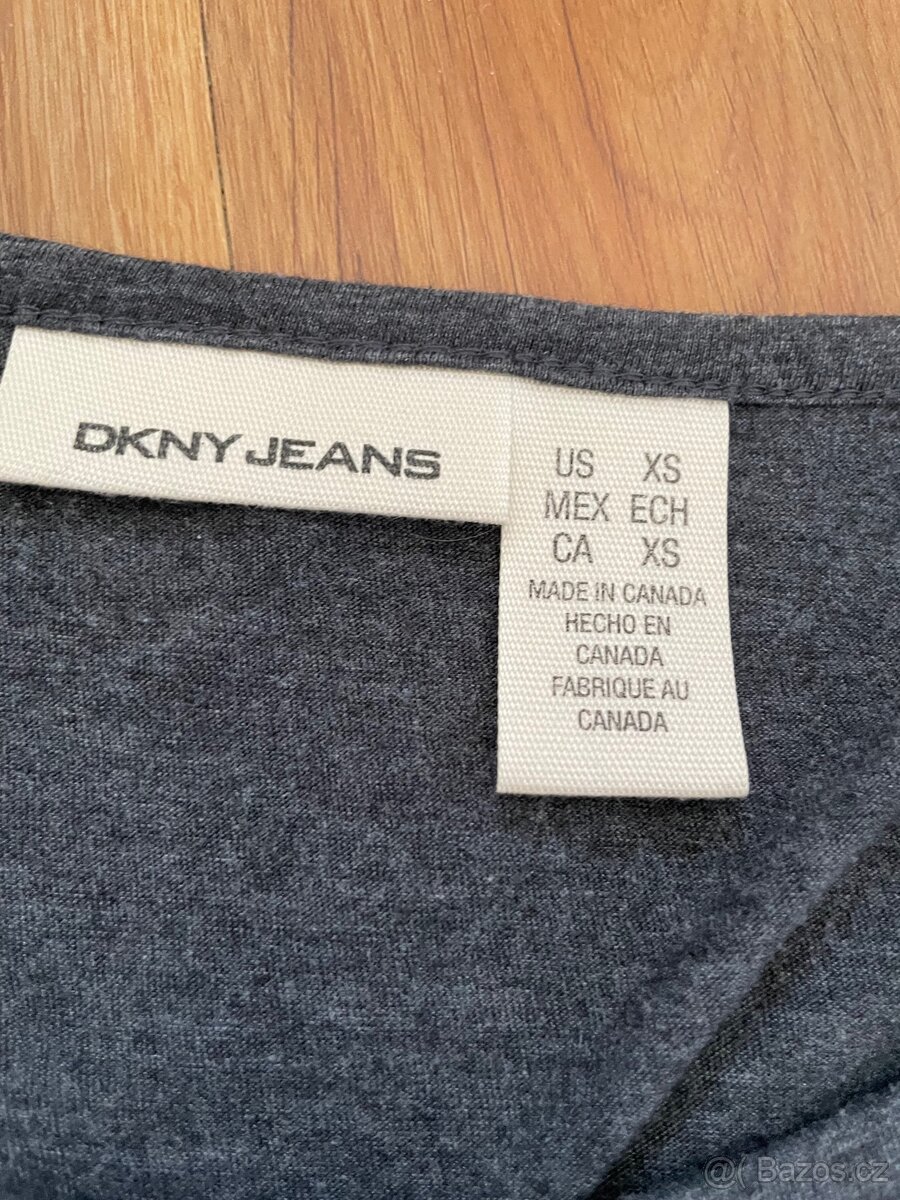 DKNY JEANS
US XS
MEX ECH
CA XS
MADE IN CANADA
HECHO EN
CANADA
FABRIQUE AU
CANADA
@( Bazos.cz